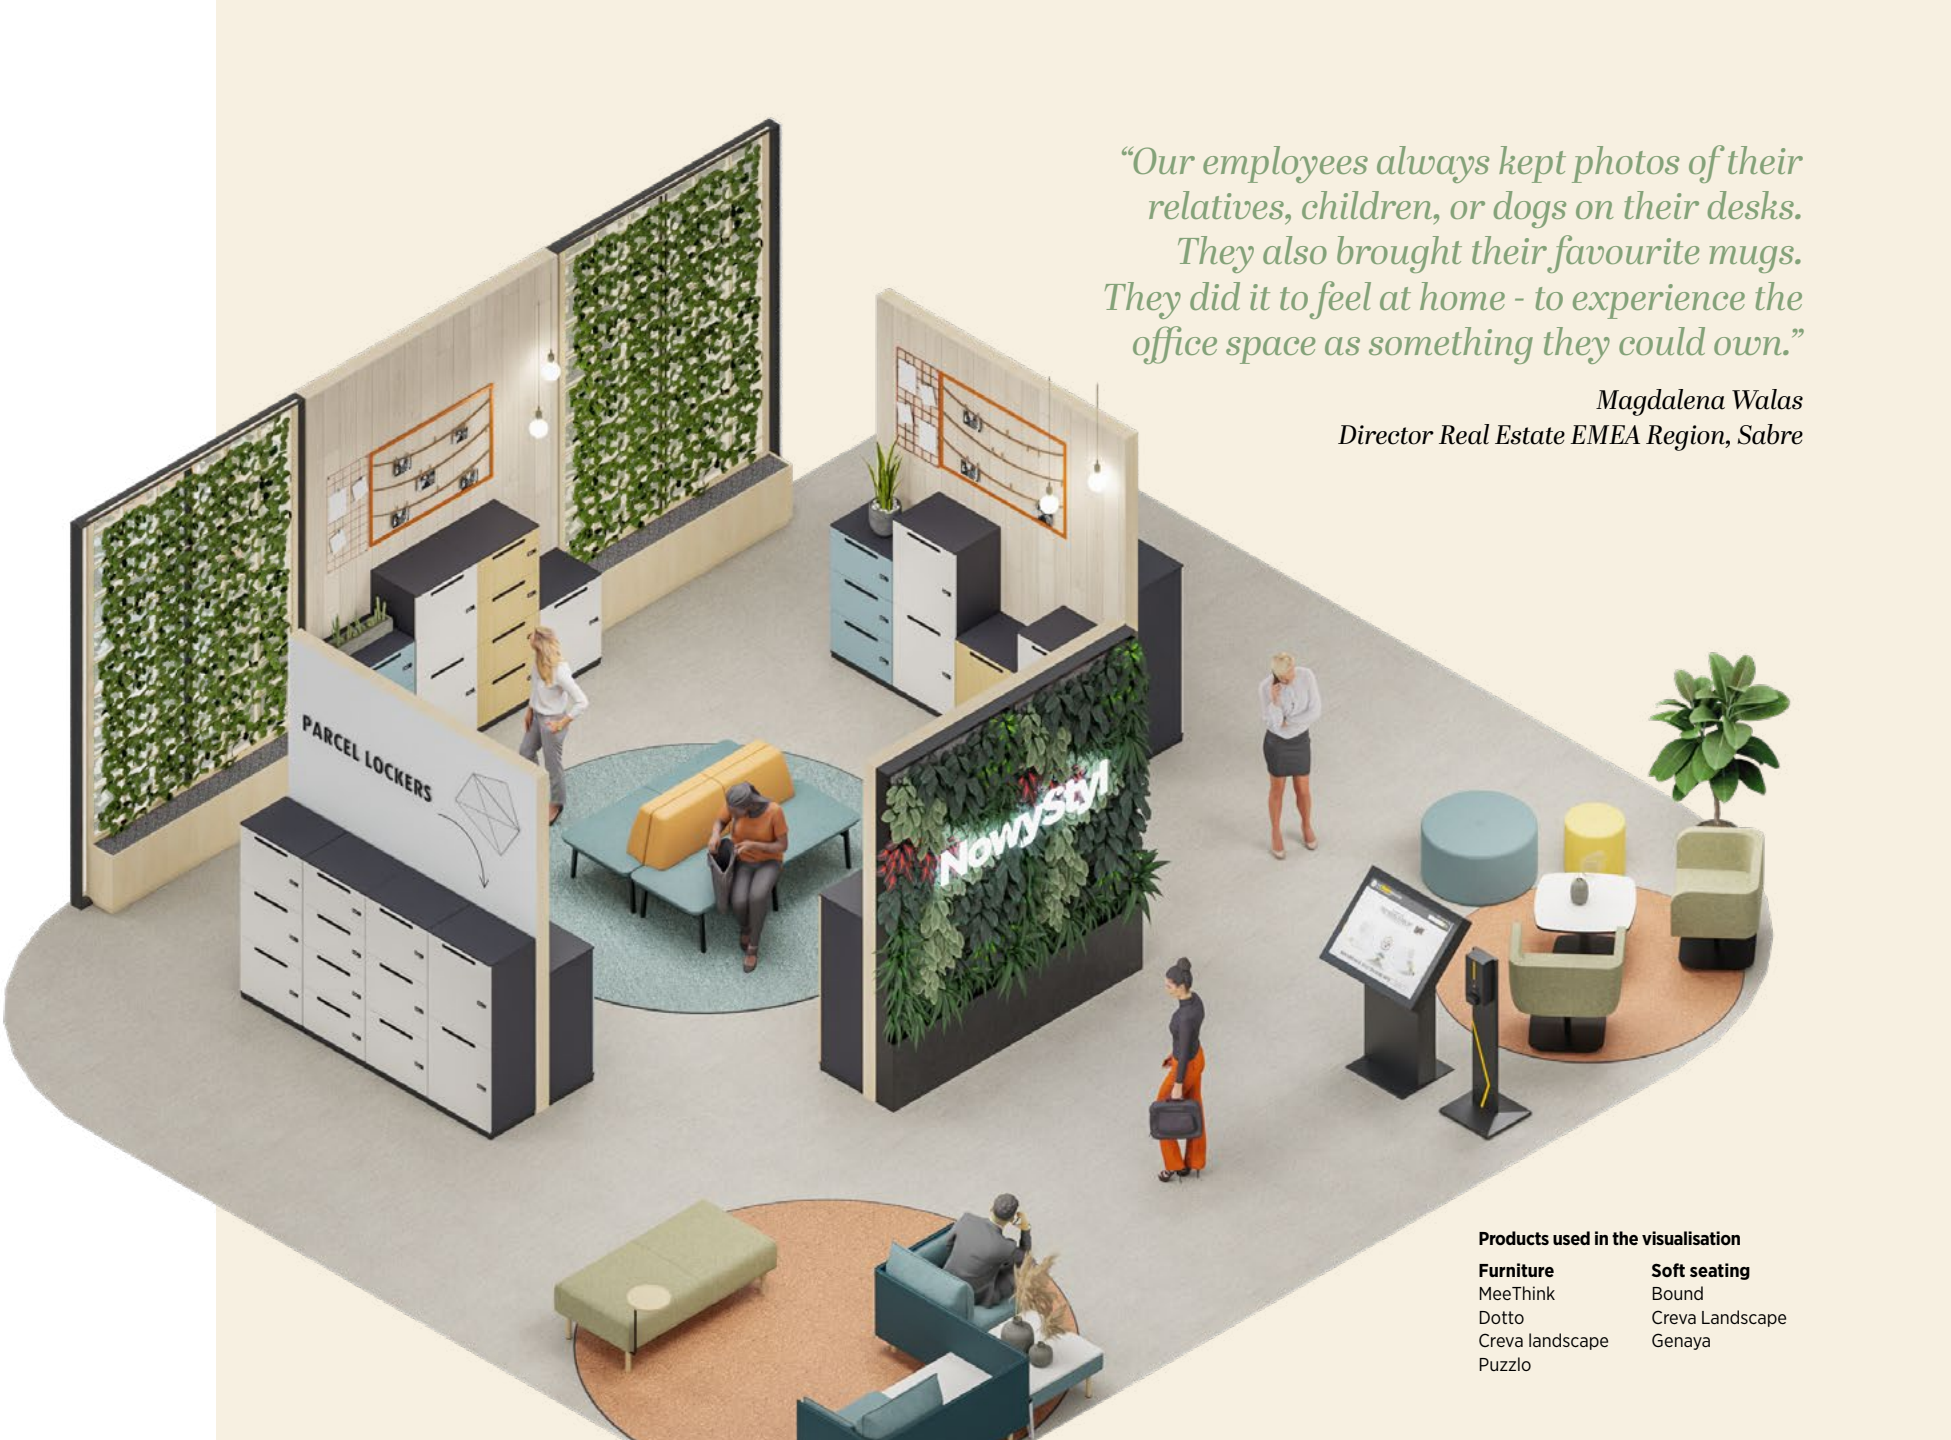 “Our employees always kept photos of their
relatives, children, or dogs on their desks.
They also brought their favourite mugs.
They did it to feel at home - to experience the
office space as something they could own.”
Magdalena Walas
Director Real Estate EMEA Region, Sabre
PARCEL LOCKERS
NowyStyl
Products used in the visualisation
Furniture
MeeThink
Dotto
Creva landscape
Puzzlo
Soft seating
Bound
Creva Landscape
Genaya